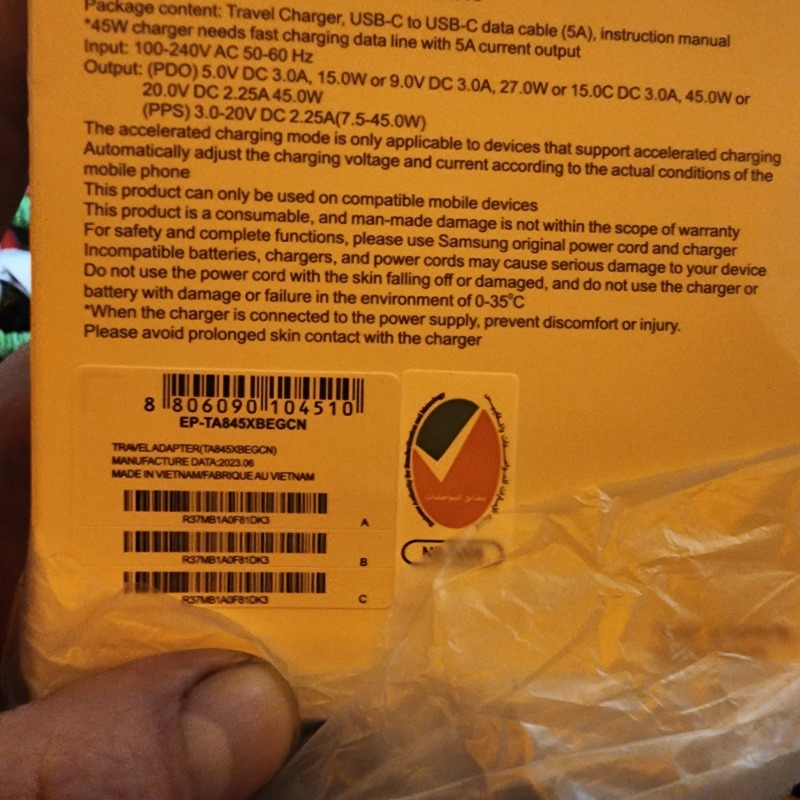 Package content: Travel Charger, USB-C to USB-C data cable (5A), instruction manual
*45W charger needs fast charging data line with 5A current output
Input: 100-240V AC 50-60 Hz
Output: (PDO) 5.0V DC 3.0A, 15.0W or 9.0V DC 3.0A, 27.0W or 15.0C DC 3.0A, 45.0W or
20.0V DC 2.25A 45.0W
(PPS) 3.0-20V DC 2.25A(7.5-45.0W)
The accelerated charging mode is only applicable to devices that support accelerated charging
Automatically adjust the charging voltage and current according to the actual conditions of the
mobile phone
This product can only be used on compatible mobile devices
This product is a consumable, and man-made damage is not within the scope of warranty
For safety and complete functions, please use Samsung original power cord and charger
Incompatible batteries, chargers, and power cords may cause serious damage to your device
Do not use the power cord with the skin falling off or damaged, and do not use the charger or
battery with damage or failure in the environment of 0-35°C
*When the charger is connected to the power supply, prevent discomfort or injury.
Please avoid prolonged skin contact with the charger
8 806090 104510
EP-TA845XBEGCN
TRAVEL ADAPTER(TA845XBEGCN)
MANUFACTURE DATA:2023.06
MADE IN VIETNAM/FABRIQUE AU VIETNAM
R37MB1A0F81DK3 A
R37MB1A0F81DK3 B
R37MB1A0F81DK3 C
مطابق للمواصفات